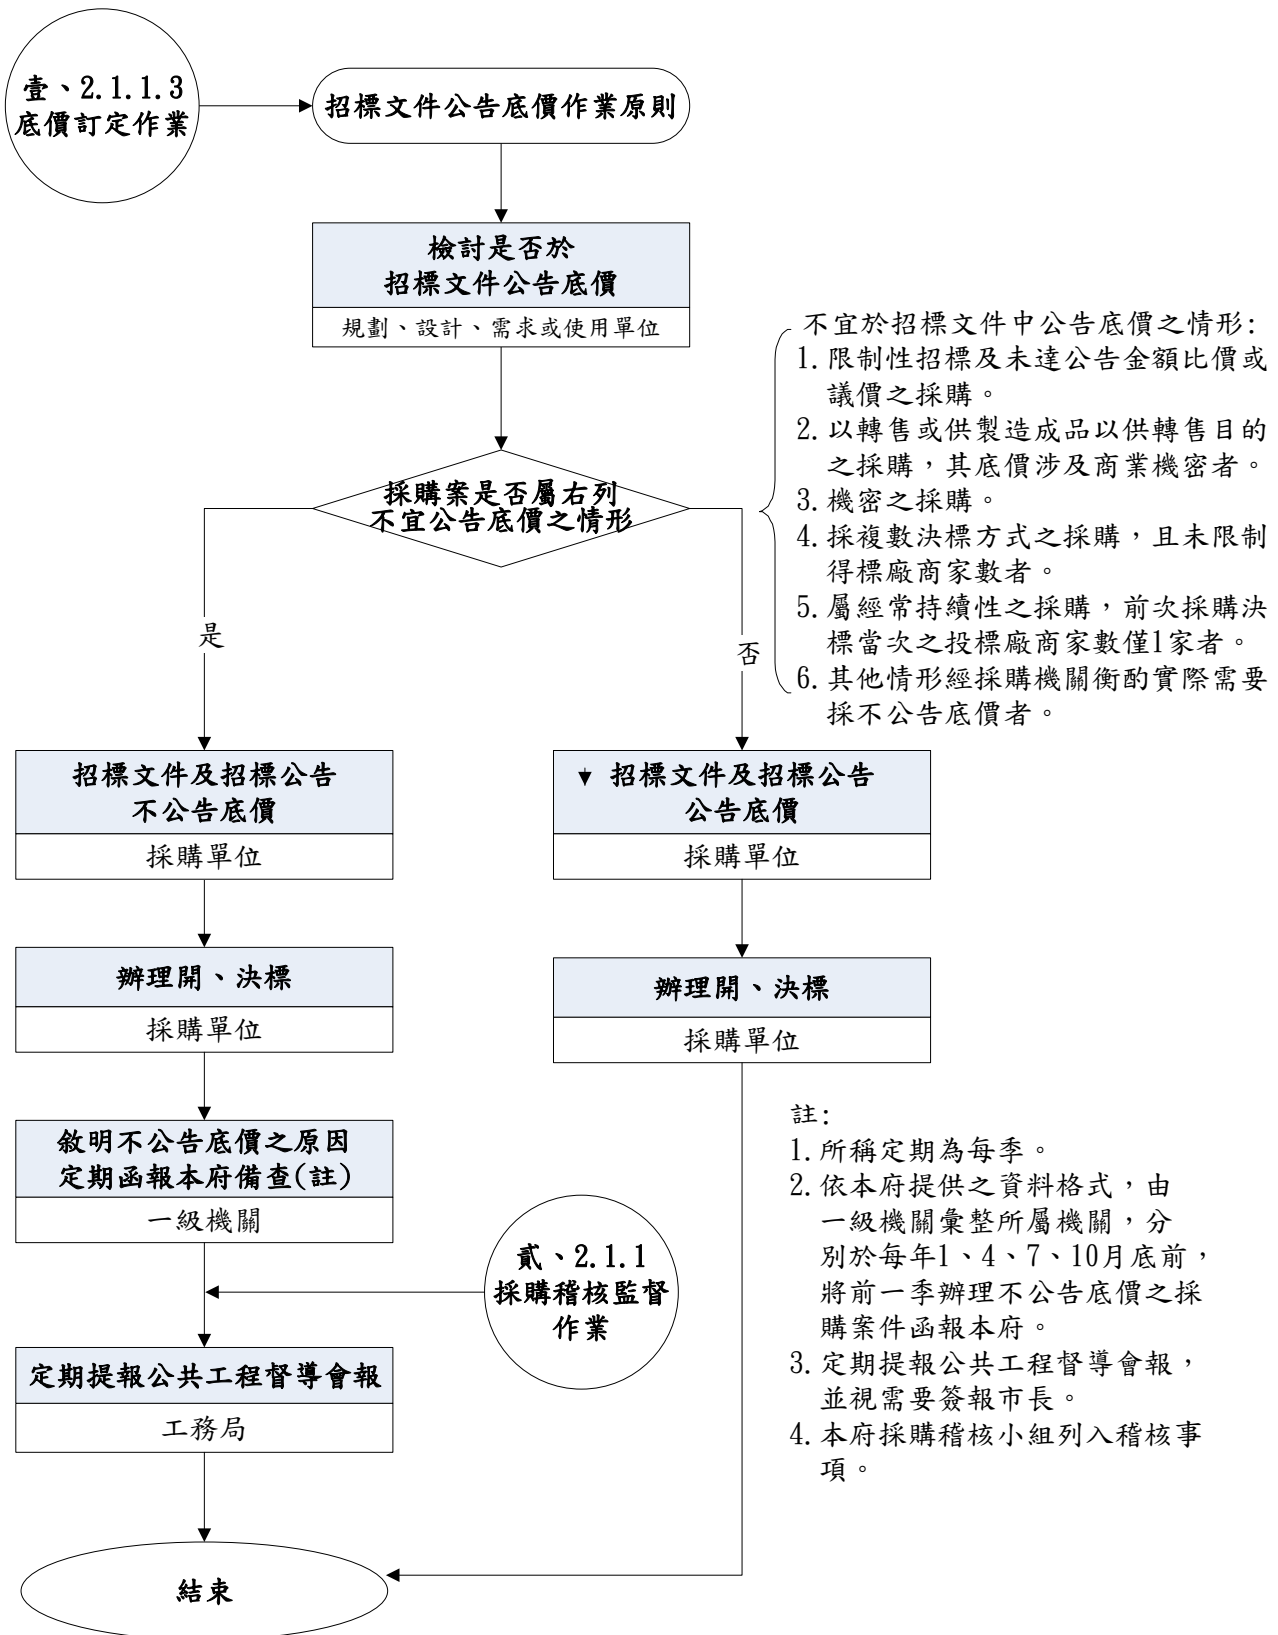 壹、2.1.1.3
底價訂定作業
招標文件公告底價作業原則
檢討是否於
招標文件公告底價
規劃、設計、需求或使用單位
不宜於招標文件中公告底價之情形:
1.限制性招標及未達公告金額比價或
議價之採購。
2.以轉售或供製造成品以供轉售目的
之採購，其底價涉及商業機密者。
3.機密之採購。
4.採複數決標方式之採購，且未限制
得標廠商家數者。
5.屬經常持續性之採購，前次採購決
標當次之投標廠商家數僅1家者。
6.其他情形經採購機關衡酌實際需要
採不公告底價者。
採購案是否屬右列
不宜公告底價之情形
是
否
招標文件及招標公告
不公告底價
採購單位
▼ 招標文件及招標公告
公告底價
採購單位
辦理開、決標
採購單位
辦理開、決標
採購單位
敘明不公告底價之原因
定期函報本府備查(註)
一級機關
貳、2.1.1
採購稽核監督
作業
定期提報公共工程督導會報
工務局
結束
註:
1.所稱定期為每季。
2.依本府提供之資料格式，由
一級機關彙整所屬機關，分
別於每年1、4、7、10月底前，
將前一季辦理不公告底價之採
購案件函報本府。
3.定期提報公共工程督導會報，
並視需要簽報市長。
4.本府採購稽核小組列入稽核事
項。